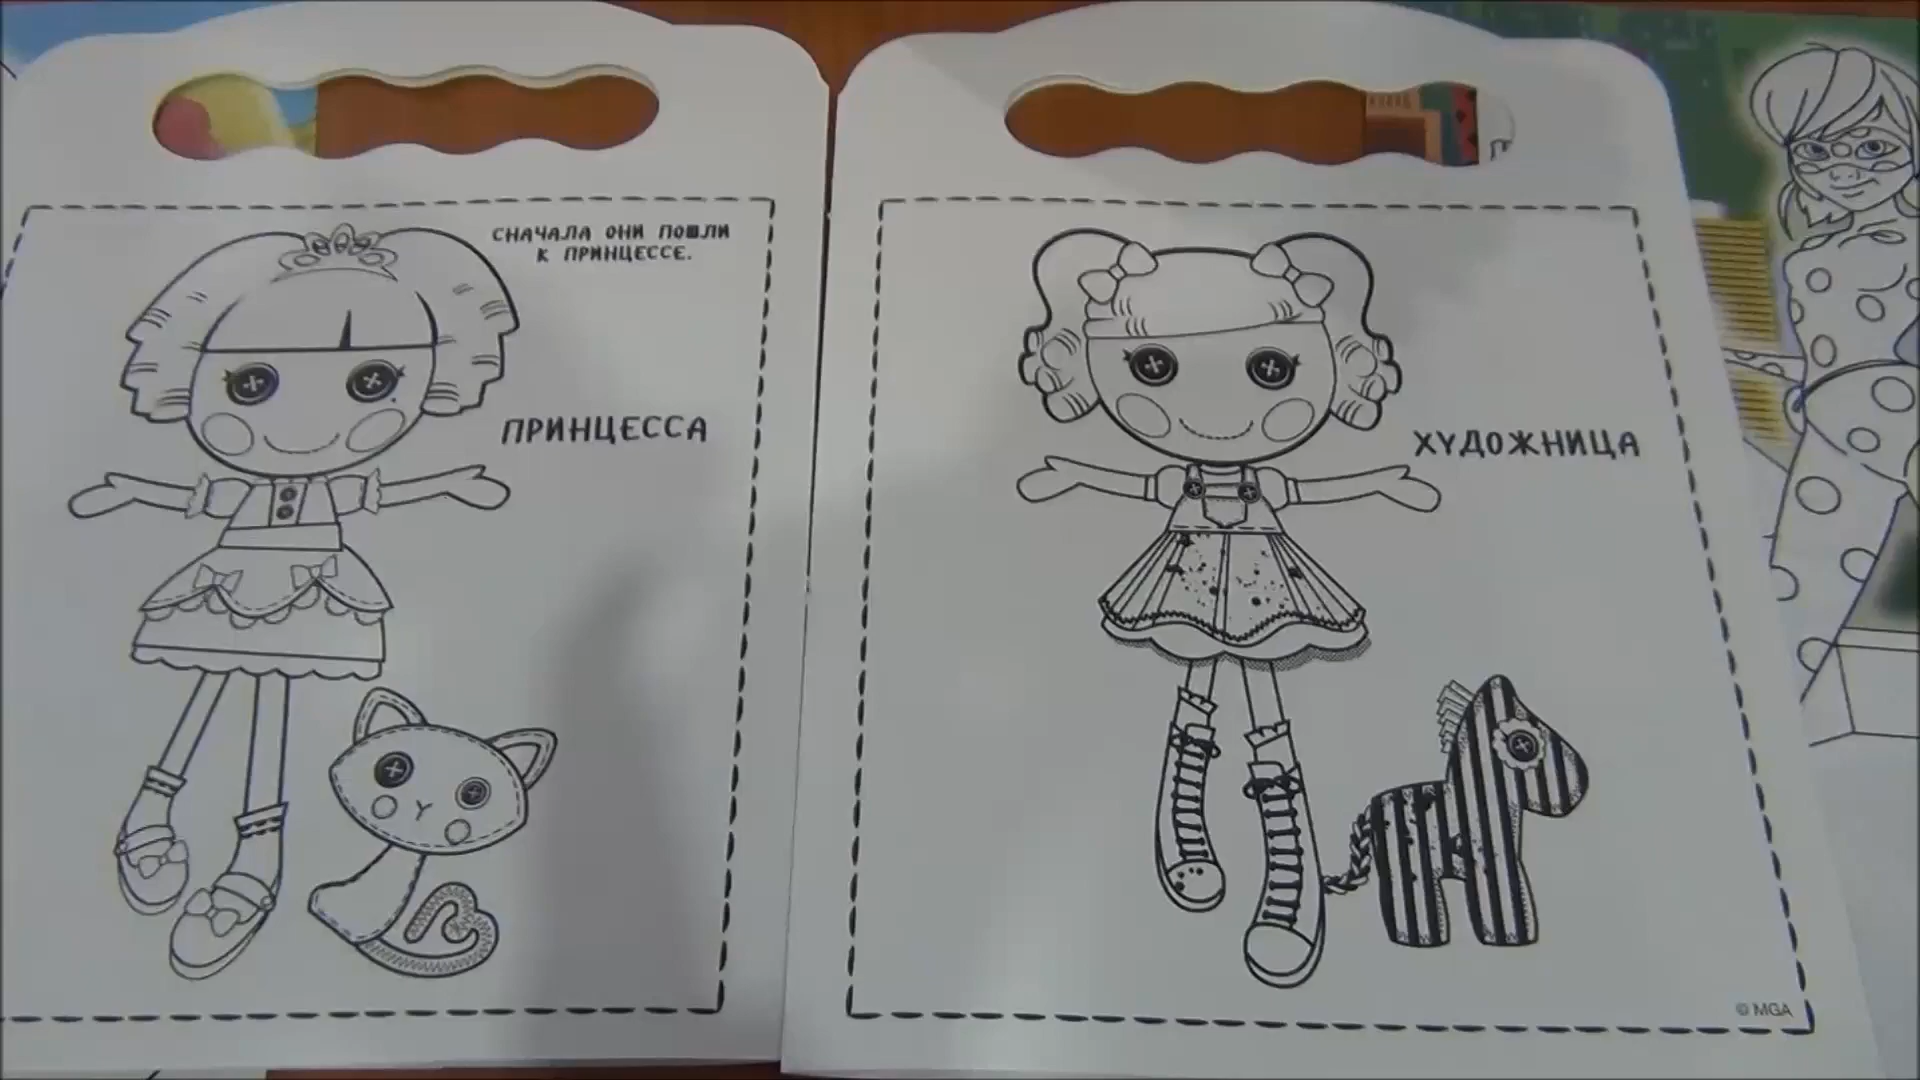 СНАЧАЛА ОНИ ПОШЛИ
К ПРИНЦЕССЕ.
ПРИНЦЕССА
ХУДОЖНИЦА
© MGA